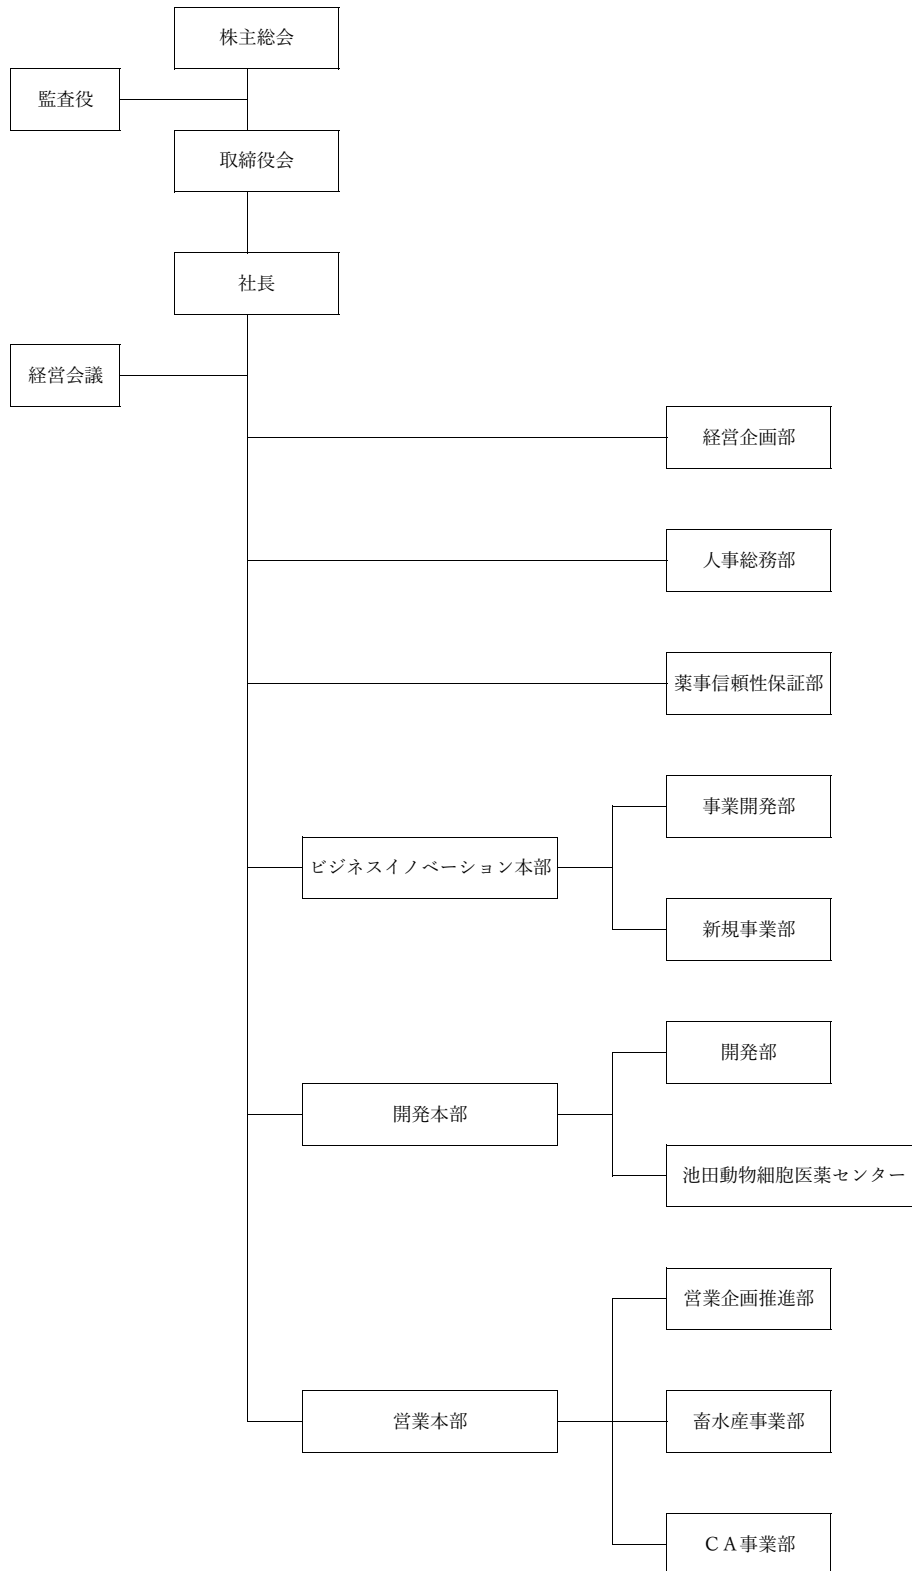 株主総会
監査役
取締役会
社長
経営会議
経営企画部
人事総務部
薬事信頼性保証部
事業開発部
ビジネスイノベーション本部
新規事業部
開発部
開発本部
池田動物細胞医薬センター
営業企画推進部
営業本部
畜水産事業部
ＣＡ事業部